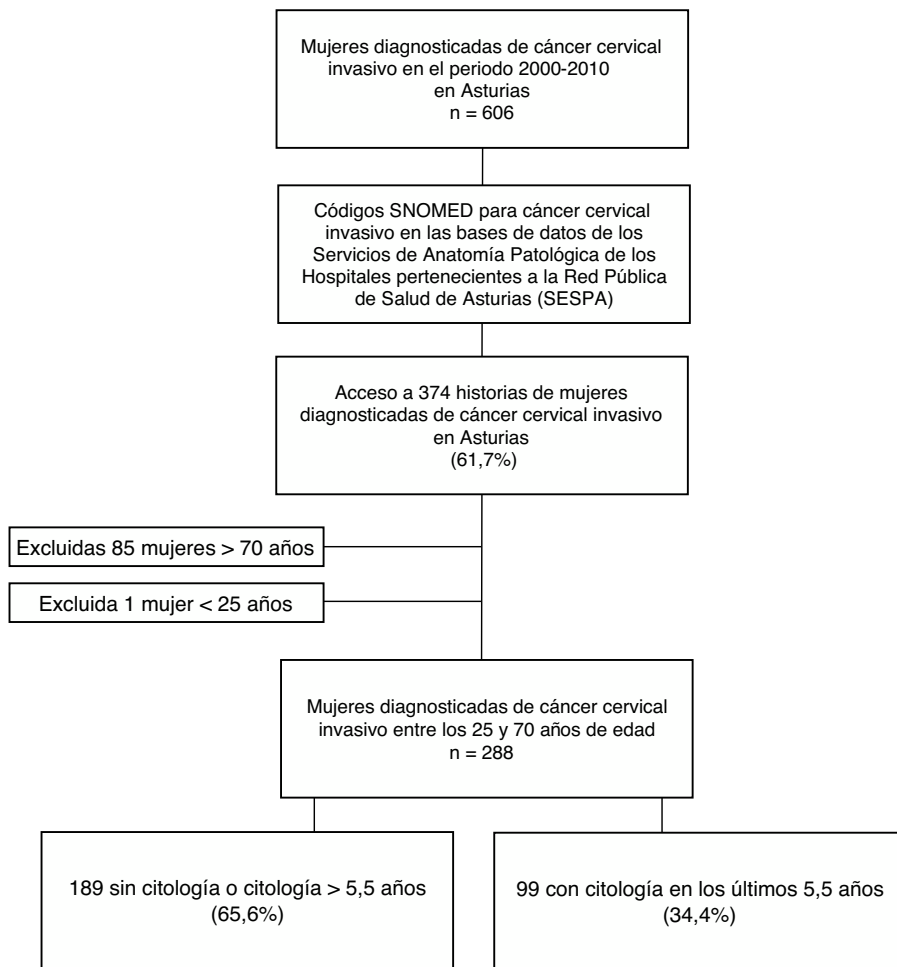 Mujeres diagnosticadas de cáncer cervical
invasivo en el periodo 2000-2010
en Asturias
n = 606
Códigos SNOMED para cáncer cervical
invasivo en las bases de datos de los
Servicios de Anatomía Patológica de los
Hospitales pertenecientes a la Red Pública
de Salud de Asturias (SESPA)
Acceso a 374 historias de mujeres
diagnosticadas de cáncer cervical invasivo
en Asturias
(61,7%)
Excluidas 85 mujeres > 70 años
Excluida 1 mujer < 25 años
Mujeres diagnosticadas de cáncer cervical
invasivo entre los 25 y 70 años de edad
n = 288
189 sin citología o citología > 5,5 años
(65,6%)
99 con citología en los últimos 5,5 años
(34,4%)